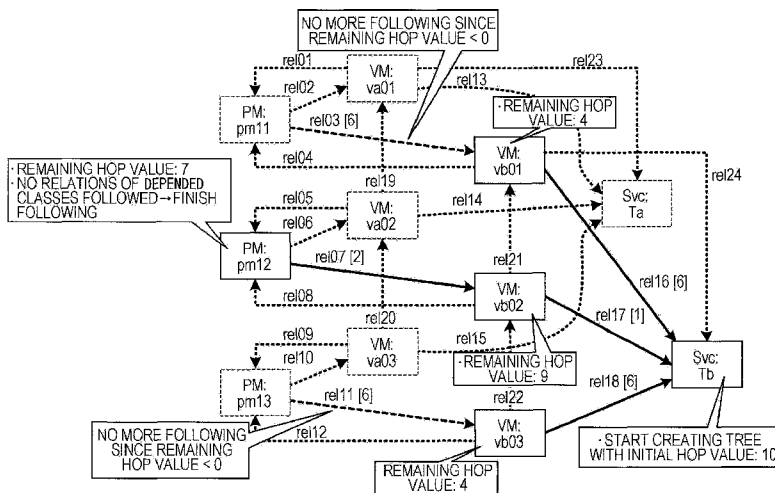 NO MORE FOLLOWING SINCE
REMAINING HOP VALUE < 0
rel01
rel02
VM:
va01
rel13
rel23
PM:
pm11
rel03 [6]
rel04
· REMAINING HOP
VALUE: 4
VM:
vb01
rel24
· REMAINING HOP VALUE: 7
· NO RELATIONS OF DEPENDED
CLASSES FOLLOWED→FINISH
FOLLOWING
rel19
Svc:
Ta
rel05
rel06
VM:
va02
rel14
PM:
pm12
rel07 [2]
rel08
rel21
rel16 [6]
VM:
vb02
rel17 [1]
rel20
rel09
rel10
VM:
va03
rel15
· REMAINING HOP
VALUE: 9
Svc:
Tb
PM:
pm13
rel11 [6]
rel12
rel22
rel18 [6]
NO MORE FOLLOWING
SINCE REMAINING
HOP VALUE < 0
VM:
vb03
REMAINING HOP
VALUE: 4
· START CREATING TREE
WITH INITIAL HOP VALUE: 10